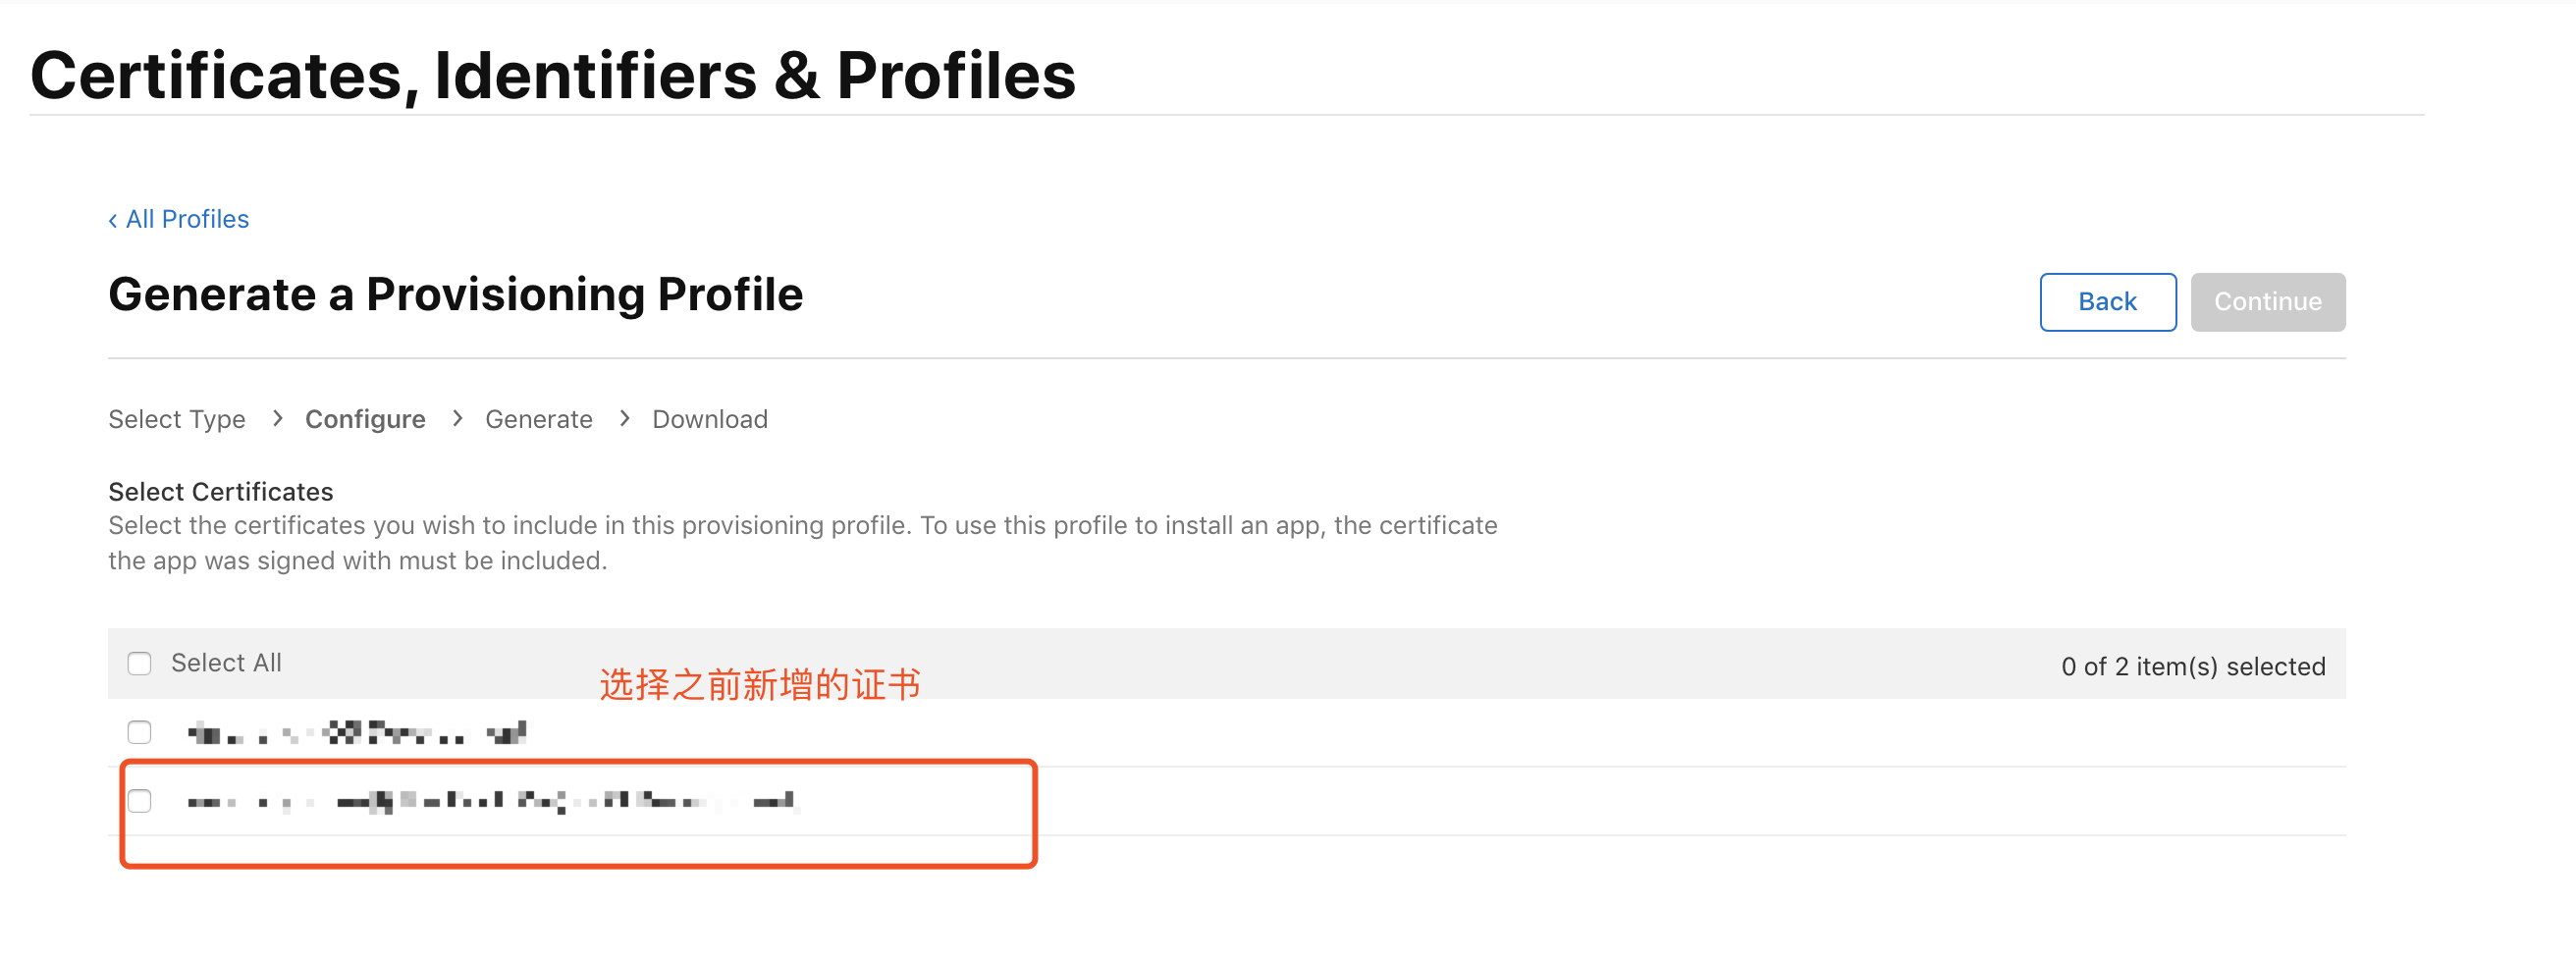 Certificates, Identifiers & Profiles
‹ All Profiles
Generate a Provisioning Profile
Back
Continue
Select Type > Configure > Generate > Download
Select Certificates
Select the certificates you wish to include in this provisioning profile. To use this profile to install an app, the certificate
the app was signed with must be included.
Select All
选择之前新增的证书
0 of 2 item(s) selected